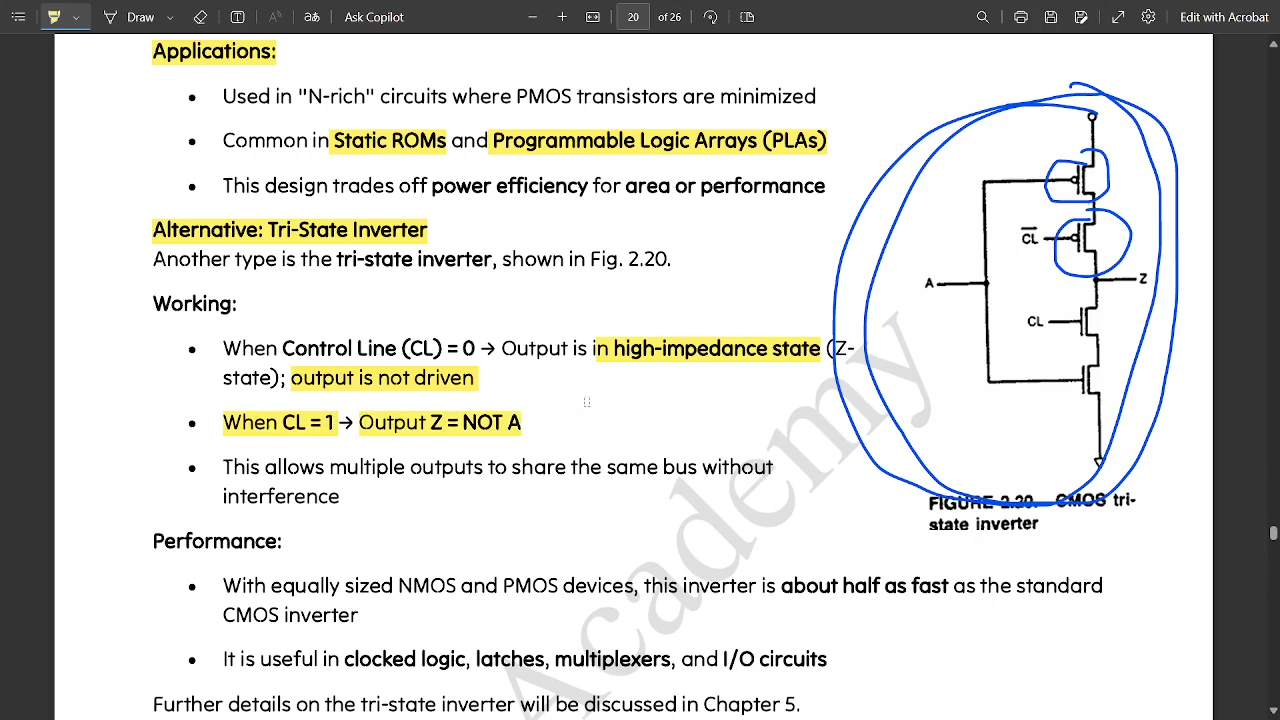 Draw
Ask Copilot
20 of 26
Edit with Acrobat
Applications:
• Used in "N-rich" circuits where PMOS transistors are minimized
• Common in Static ROMs and Programmable Logic Arrays (PLAs)
• This design trades off power efficiency for area or performance
Alternative: Tri-State Inverter
Another type is the tri-state inverter, shown in Fig. 2.20.
Working:
• When Control Line (CL) = 0 → Output is in high-impedance state (Z-
state); output is not driven
• When CL = 1 → Output Z = NOT A
• This allows multiple outputs to share the same bus without
interference
Performance:
• With equally sized NMOS and PMOS devices, this inverter is about half as fast as the standard
CMOS inverter
• It is useful in clocked logic, latches, multiplexers, and I/O circuits
Further details on the tri-state inverter will be discussed in Chapter 5.
C̅L̅
A
Z
CL
FIGURE 2.20. CMOS tri-
state inverter
Academy